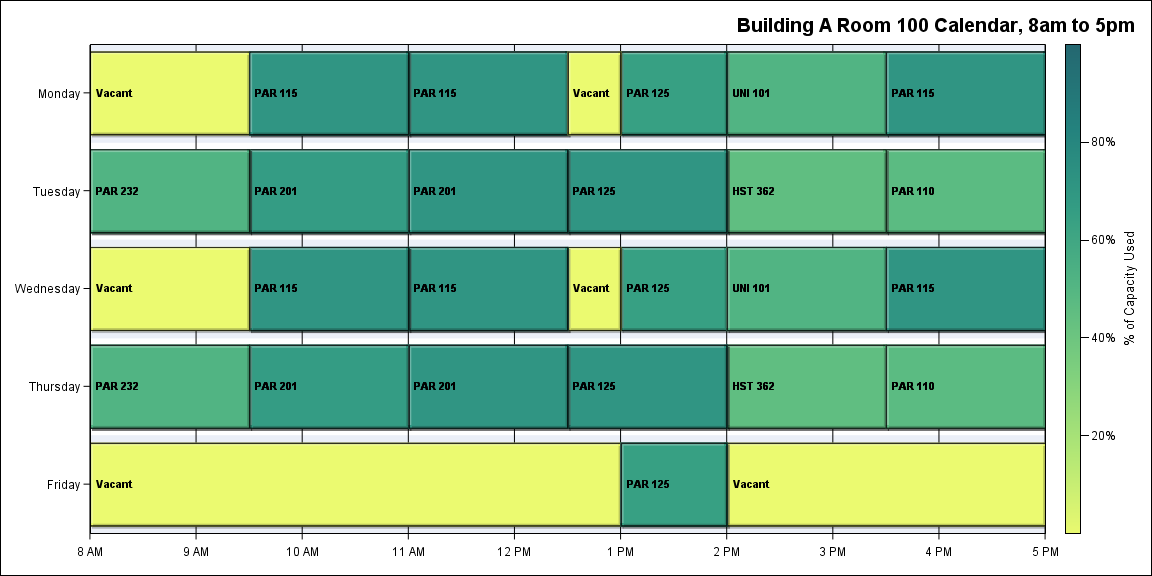 Building A Room 100 Calendar, 8am to 5pm
Monday
Vacant
PAR 115
PAR 115
Vacant
PAR 125
UNI 101
PAR 115
Tuesday
PAR 232
PAR 201
PAR 201
PAR 125
HST 362
PAR 110
Wednesday
Vacant
PAR 115
PAR 115
Vacant
PAR 125
UNI 101
PAR 115
Thursday
PAR 232
PAR 201
PAR 201
PAR 125
HST 362
PAR 110
Friday
Vacant
PAR 125
Vacant
8 AM
9 AM
10 AM
11 AM
12 PM
1 PM
2 PM
3 PM
4 PM
5 PM
80%
60%
40%
20%
% of Capacity Used